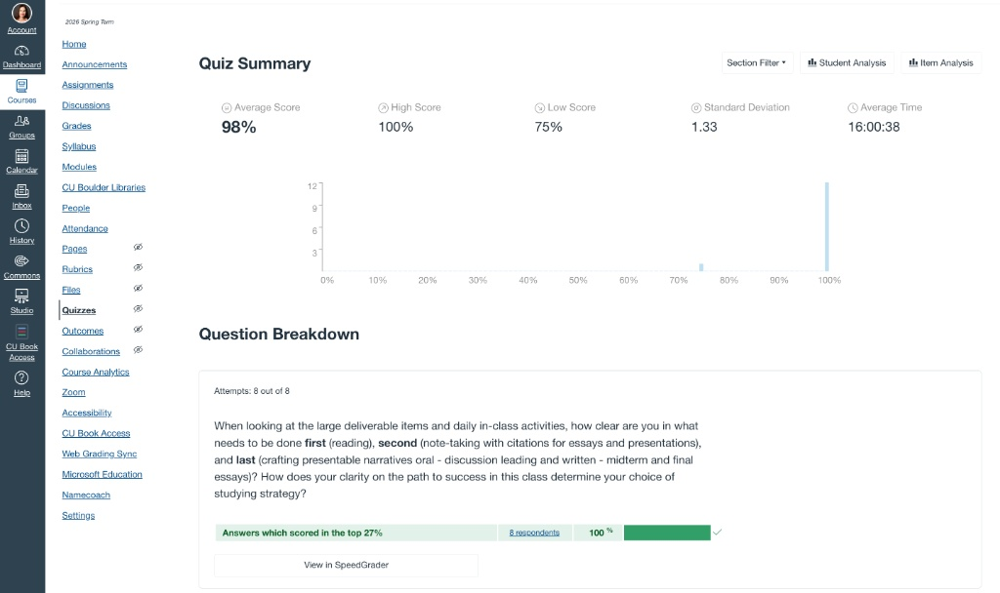 Account
Dashboard
Courses
Groups
Calendar
Inbox
History
Commons
Studio
CU Book
Access
Help
2026 Spring Term
Home
Announcements
Assignments
Discussions
Grades
Syllabus
Modules
CU Boulder Libraries
People
Attendance
Pages
Rubrics
Files
Quizzes
Outcomes
Collaborations
Course Analytics
Zoom
Accessibility
CU Book Access
Web Grading Sync
Microsoft Education
Namecoach
Settings
Quiz Summary
Section Filter
Student Analysis
Item Analysis
Average Score
98%
High Score
100%
Low Score
75%
Standard Deviation
1.33
Average Time
16:00:38
12
9
6
3
0% 10% 20% 30% 40% 50% 60% 70% 80% 90% 100%
Question Breakdown
Attempts: 8 out of 8
When looking at the large deliverable items and daily in-class activities, how clear are you in what
needs to be done first (reading), second (note-taking with citations for essays and presentations),
and last (crafting presentable narratives oral - discussion leading and written - midterm and final
essays)? How does your clarity on the path to success in this class determine your choice of
studying strategy?
Answers which scored in the top 27% 8 respondents 100 %
View in SpeedGrader